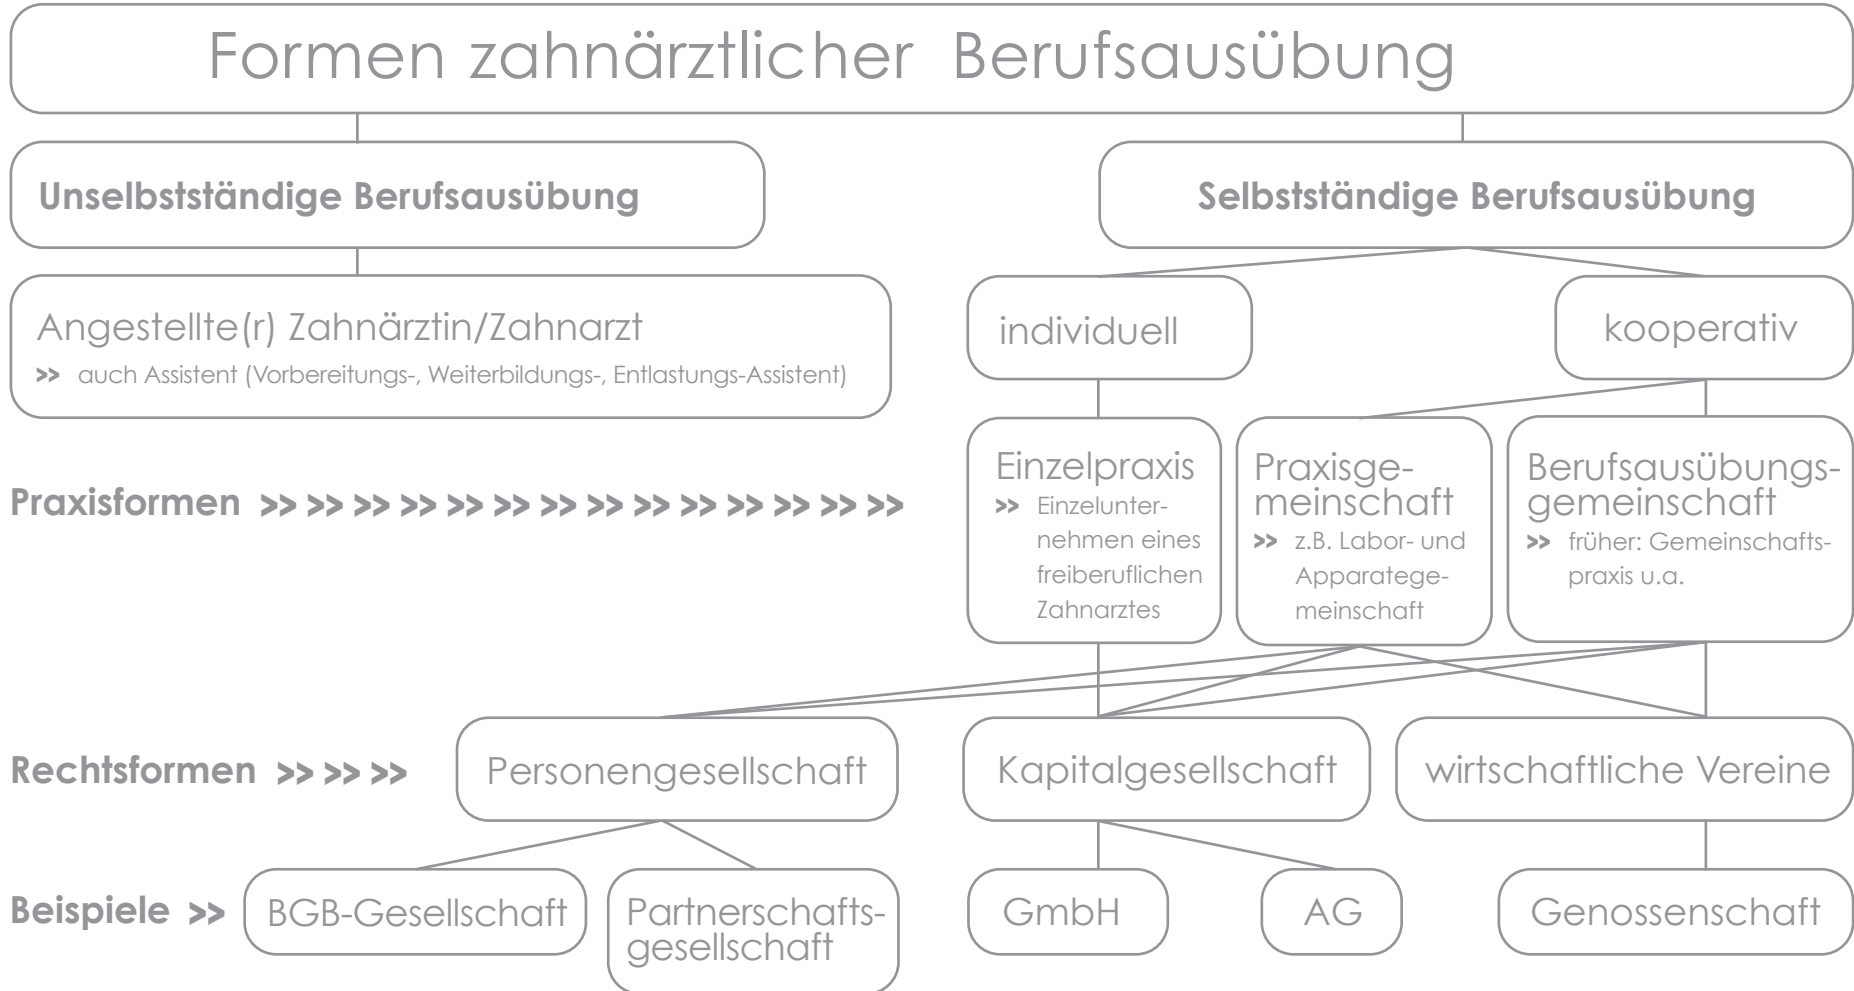 Formen zahnärztlicher Berufsausübung
Unselbstständige Berufsausübung
Selbstständige Berufsausübung
Angestellte(r) Zahnärztin/Zahnarzt
>> auch Assistent (Vorbereitungs-, Weiterbildungs-, Entlastungs-Assistent)
individuell
kooperativ
Praxisformen >> >> >> >> >> >> >> >> >> >> >> >> >> >>
Einzelpraxis
>> Einzelunter-
nehmen eines
freiberuflichen
Zahnarztes
Praxisge-
meinschaft
>> z.B. Labor- und
Apparatege-
meinschaft
Berufsausübungs-
gemeinschaft
>> früher: Gemeinschafts-
praxis u.a.
Rechtsformen >> >> >>
Personengesellschaft
Kapitalgesellschaft
wirtschaftliche Vereine
Beispiele >>
BGB-Gesellschaft
Partnerschafts-
gesellschaft
GmbH
AG
Genossenschaft